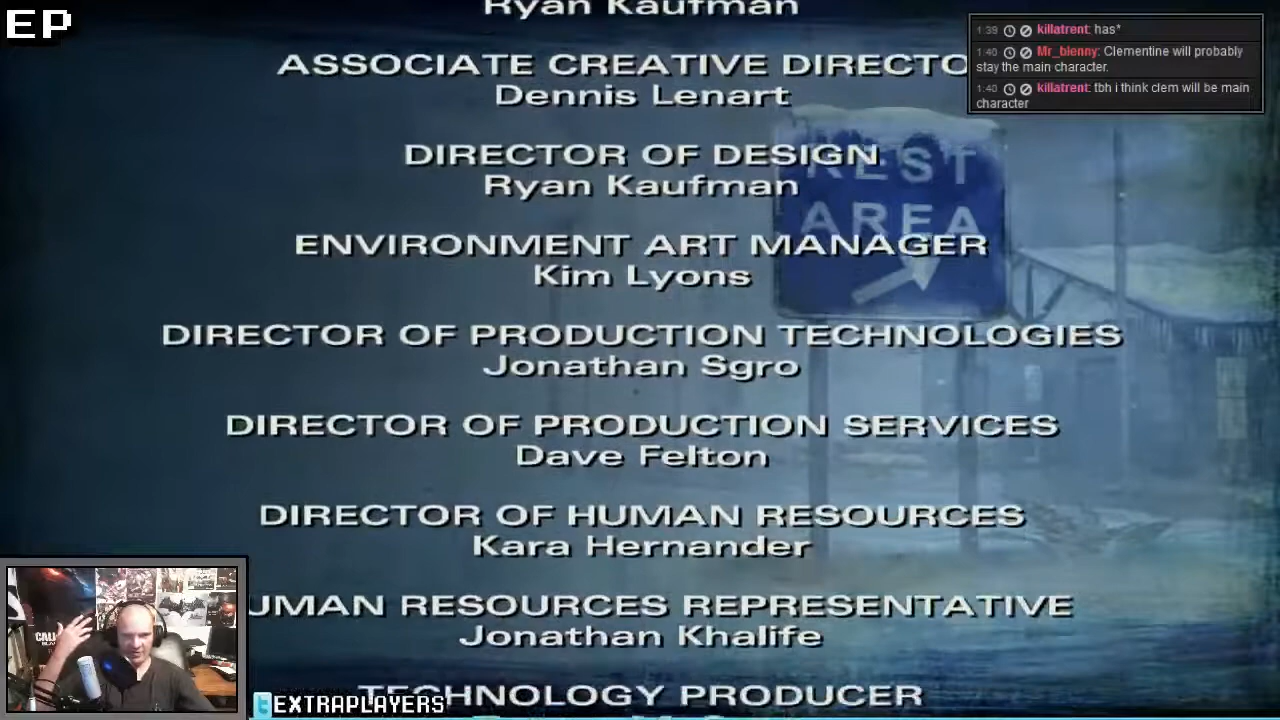 EP
Ryan Kaufman
ASSOCIATE CREATIVE DIRECTO
Dennis Lenart
DIRECTOR OF DESIGN
Ryan Kaufman
ENVIRONMENT ART MANAGER
Kim Lyons
DIRECTOR OF PRODUCTION TECHNOLOGIES
Jonathan Sgro
DIRECTOR OF PRODUCTION SERVICES
Dave Felton
DIRECTOR OF HUMAN RESOURCES
Kara Hernander
UMAN RESOURCES REPRESENTATIVE
Jonathan Khalife
TECHNOLOGY PRODUCER
REST
AREA
1:39 killatrent: has*
1:40 Mr_blenny: Clementine will probably
stay the main character.
1:40 killatrent: tbh i think clem will be main
character
CALL
EXTRAPLAYERS